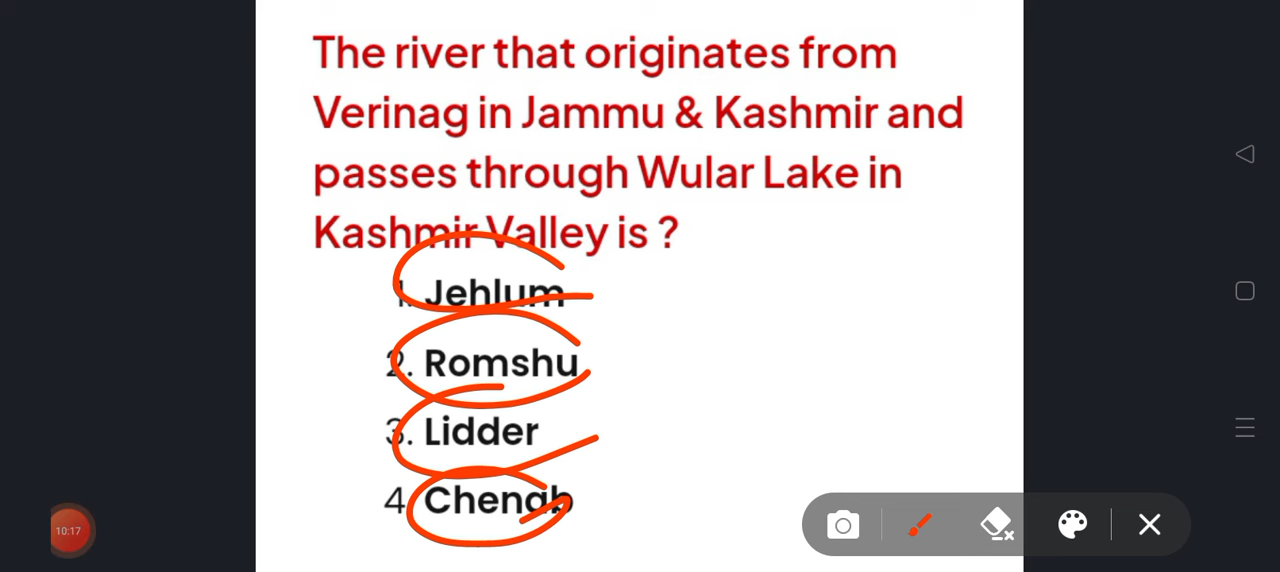 The river that originates from
Verinag in Jammu & Kashmir and
passes through Wular Lake in
Kashmir Valley is ?
1. Jehlum
2. Romshu
3. Lidder
4. Chenab
10:17